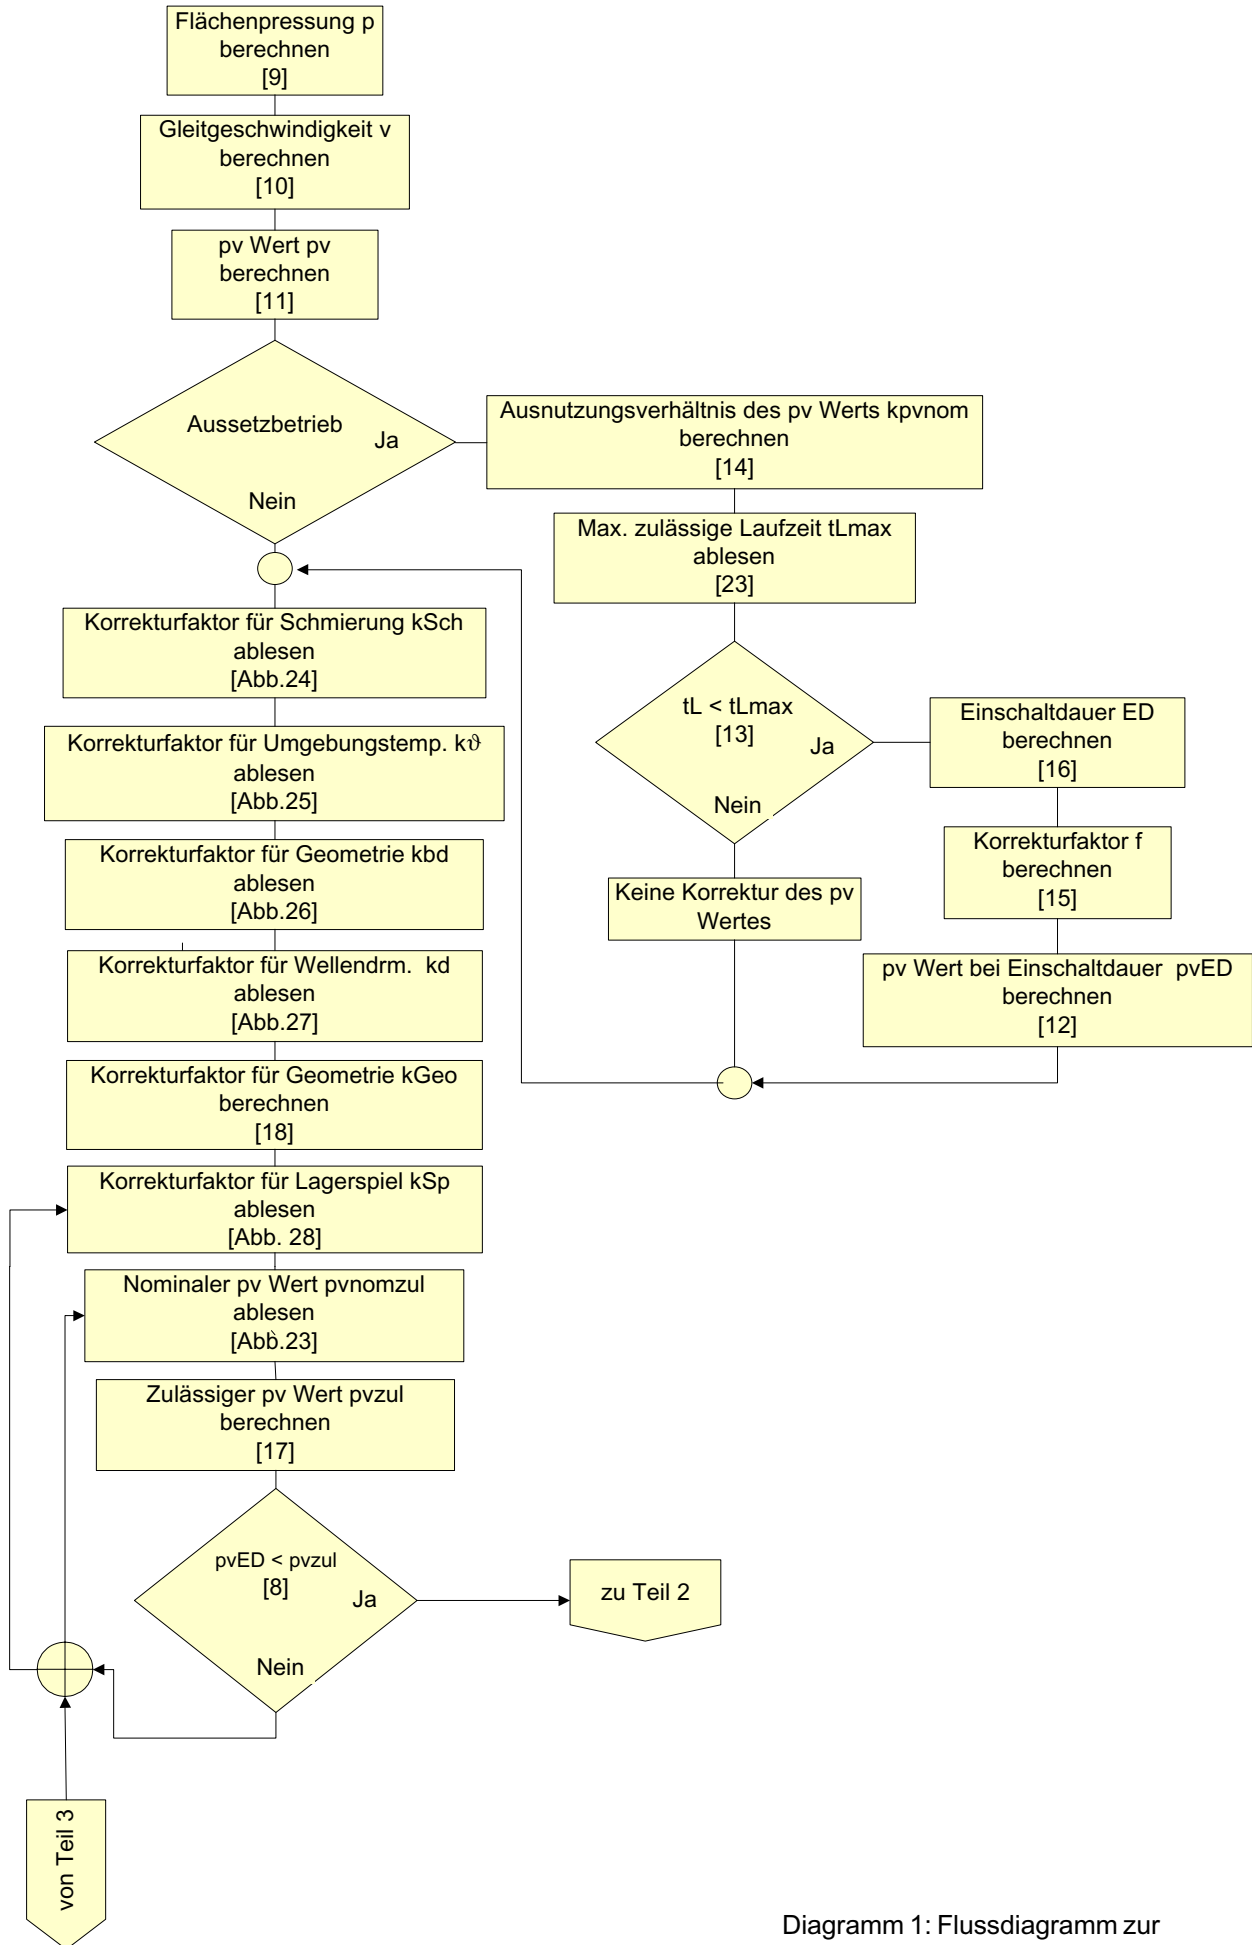 Flächenpressung p
berechnen
[9]
Gleitgeschwindigkeit v
berechnen
[10]
pv Wert pv
berechnen
[11]
Aussetzbetrieb
Ja
Nein
Ausnutzungsverhältnis des pv Werts kpvnom
berechnen
[14]
Max. zulässige Laufzeit tLmax
ablesen
[23]
tL < tLmax
[13]
Ja
Nein
Einschaltdauer ED
berechnen
[16]
Korrekturfaktor f
berechnen
[15]
pv Wert bei Einschaltdauer pvED
berechnen
[12]
Keine Korrektur des pv
Wertes
Korrekturfaktor für Schmierung kSch
ablesen
[Abb.24]
Korrekturfaktor für Umgebungstemp. kϑ
ablesen
[Abb.25]
Korrekturfaktor für Geometrie kbd
ablesen
[Abb.26]
Korrekturfaktor für Wellendrm. kd
ablesen
[Abb.27]
Korrekturfaktor für Geometrie kGeo
berechnen
[18]
Korrekturfaktor für Lagerspiel kSp
ablesen
[Abb. 28]
Nominaler pv Wert pvnomzul
ablesen
[Abb.23]
Zulässiger pv Wert pvzul
berechnen
[17]
pvED < pvzul
[8]
Ja
Nein
zu Teil 2
von Teil 3
Diagramm 1: Flussdiagramm zur